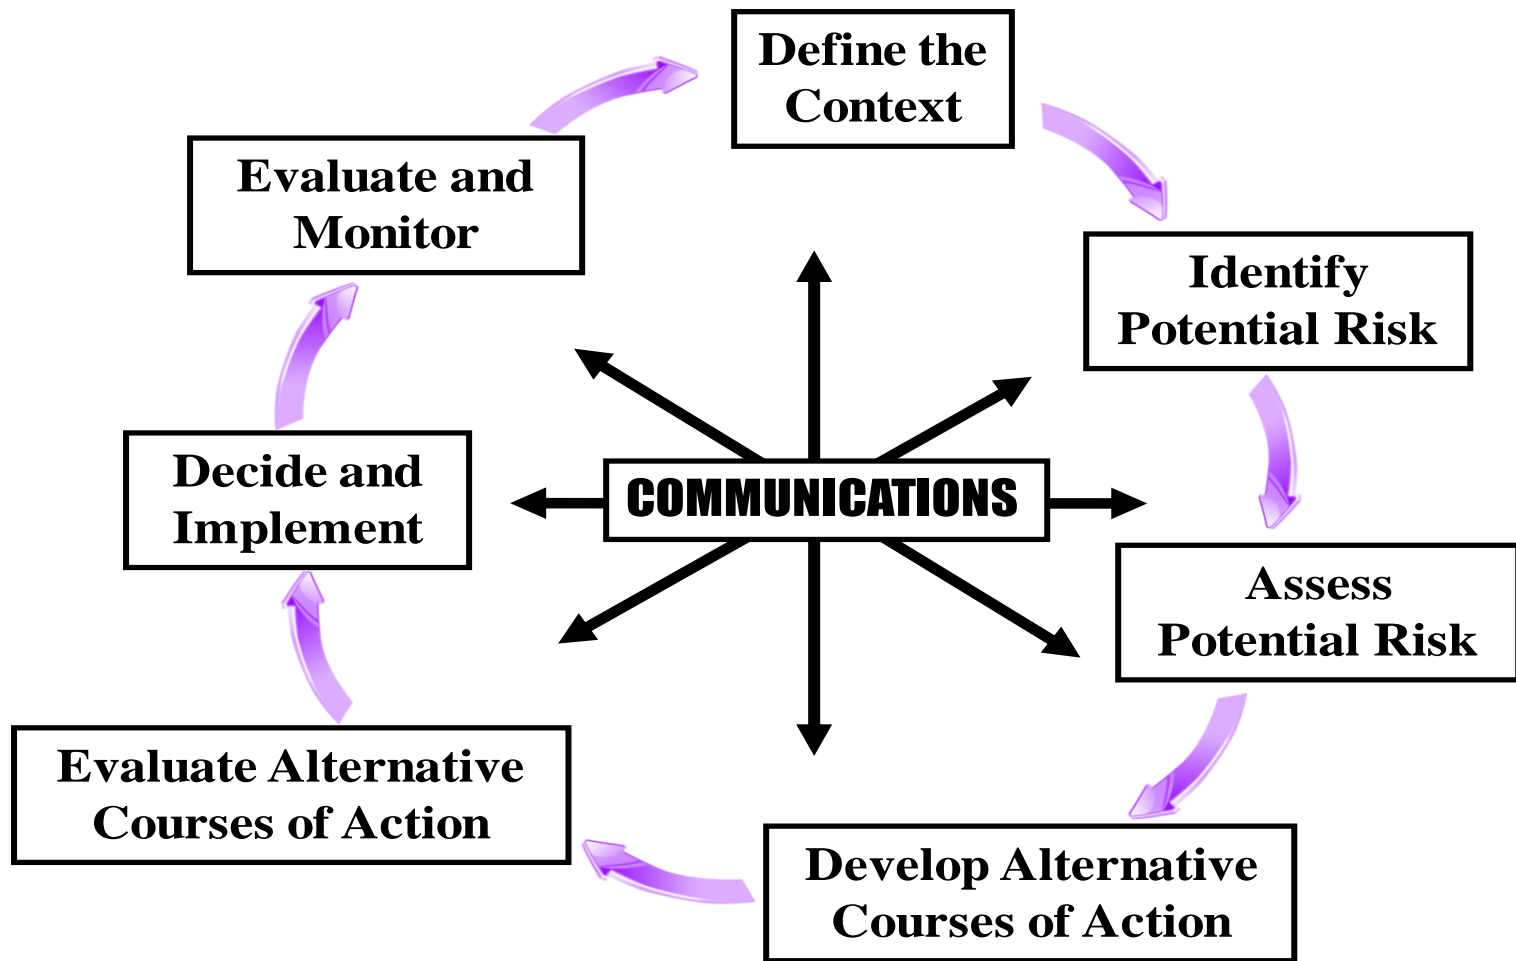 Define the
Context
Identify
Potential Risk
Assess
Potential Risk
Develop Alternative
Courses of Action
Evaluate Alternative
Courses of Action
Decide and
Implement
Evaluate and
Monitor
COMMUNICATIONS